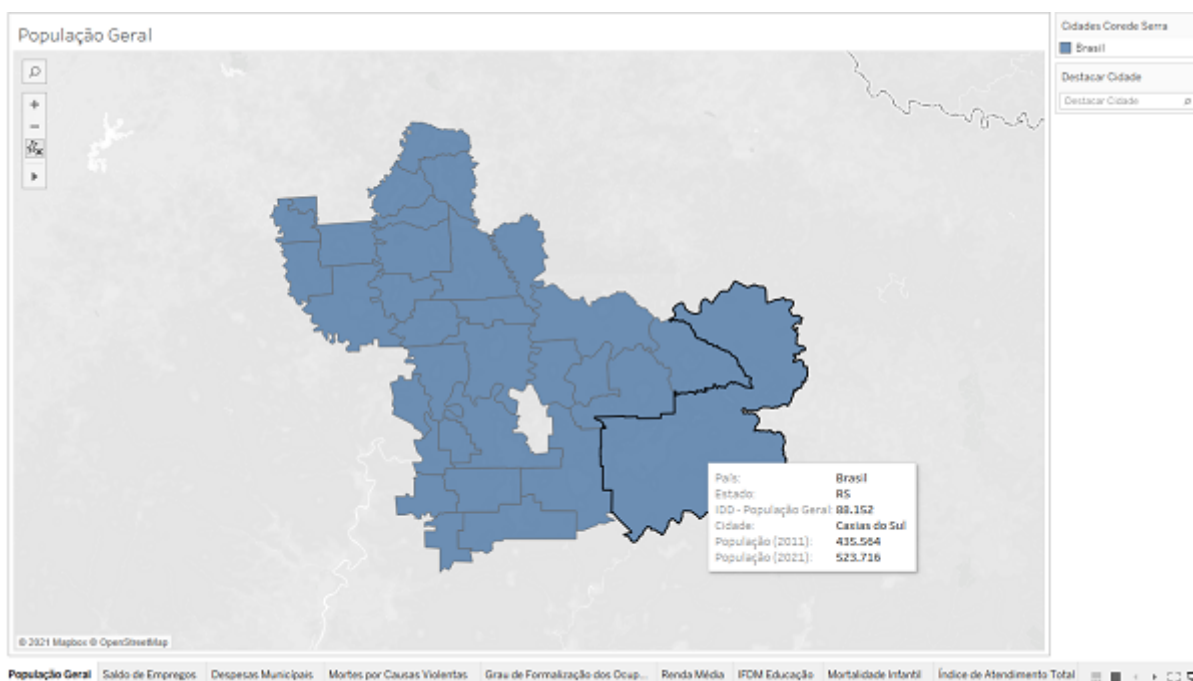 População Geral
Cidades Corede Serra
Brasil
Destacar Cidade
Destacar Cidade
País: Brasil
Estado: RS
IDD - População Geral: 88.152
Cidade: Caxias do Sul
População (2011): 435.564
População (2021): 523.716
© 2021 Mapbox © OpenStreetMap
População Geral Saldo de Empregos Despesas Municipais Mortes por Causas Violentas Grau de Formalização dos Ocup... Renda Média IFDM Educação Mortalidade Infantil Índice de Atendimento Total